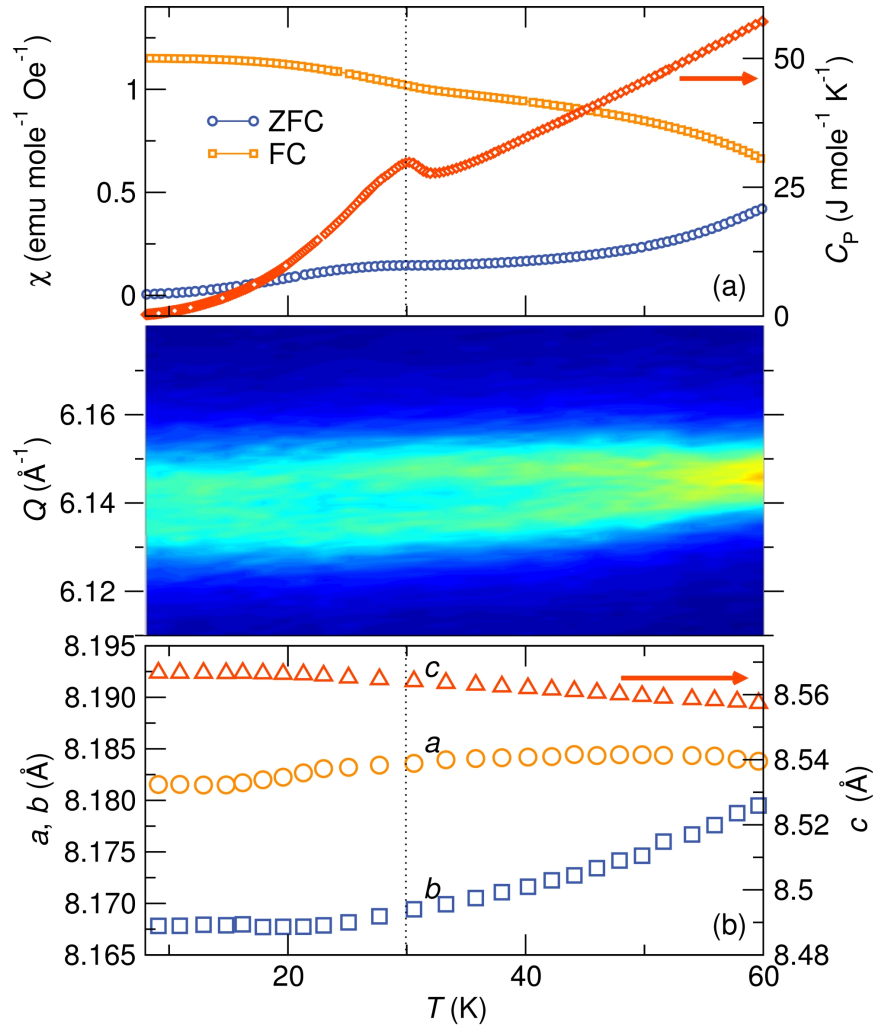 χ (emu mole⁻¹ Oe⁻¹)
1
0.5
0
ZFC
FC
50
25
0
C_P (J mole⁻¹ K⁻¹)
(a)
Q (Å⁻¹)
6.16
6.14
6.12
a, b (Å)
8.195
8.190
8.185
8.180
8.175
8.170
8.165
c
a
b
8.56
8.54
8.52
8.5
8.48
c (Å)
(b)
20
40
60
T (K)